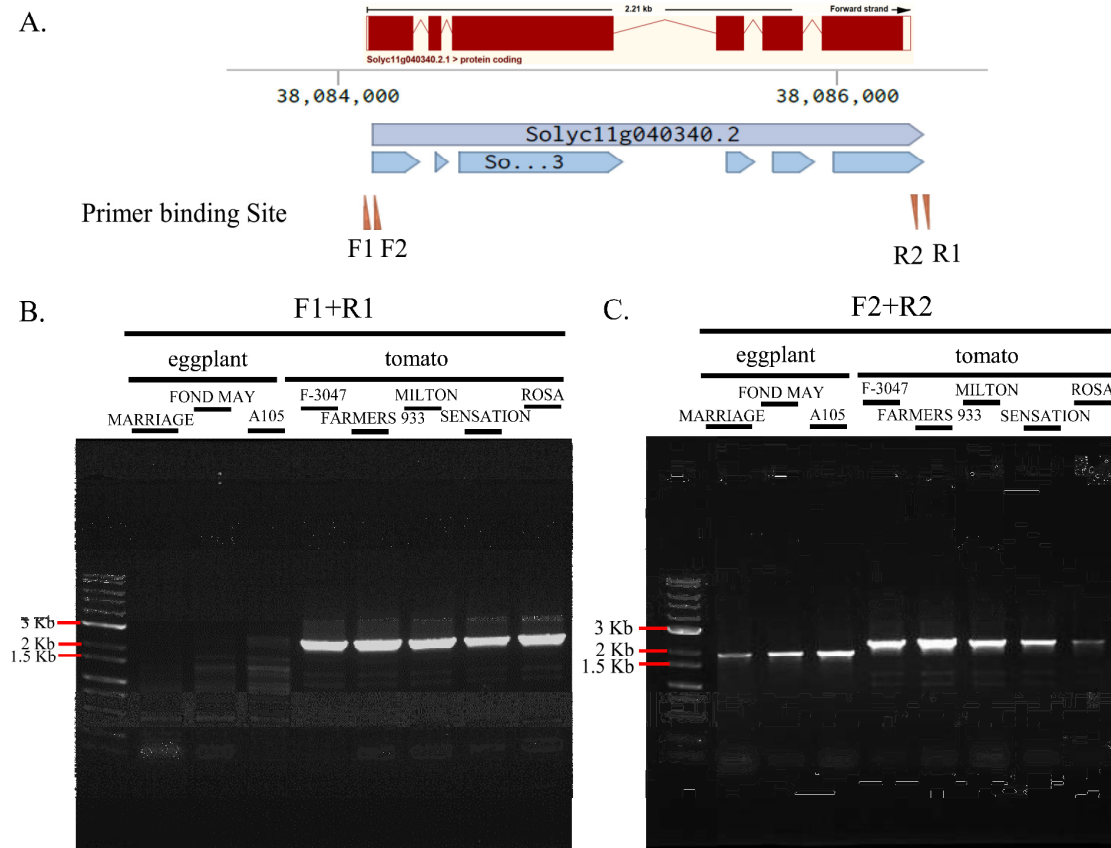 A.
2.21 kb
Forward strand
Solyc11g040340.2.1 > protein coding
38,084,000
38,086,000
Solyc11g040340.2
So...3
Primer binding Site
F1 F2
R2 R1
B.
F1+R1
eggplant
tomato
FOND MAY
F-3047
MILTON
ROSA
MARRIAGE
A105
FARMERS 933
SENSATION
2 Kb
1.5 Kb
C.
F2+R2
eggplant
tomato
FOND MAY
F-3047
MILTON
ROSA
MARRIAGE
A105
FARMERS 933
SENSATION
3 Kb
2 Kb
1.5 Kb